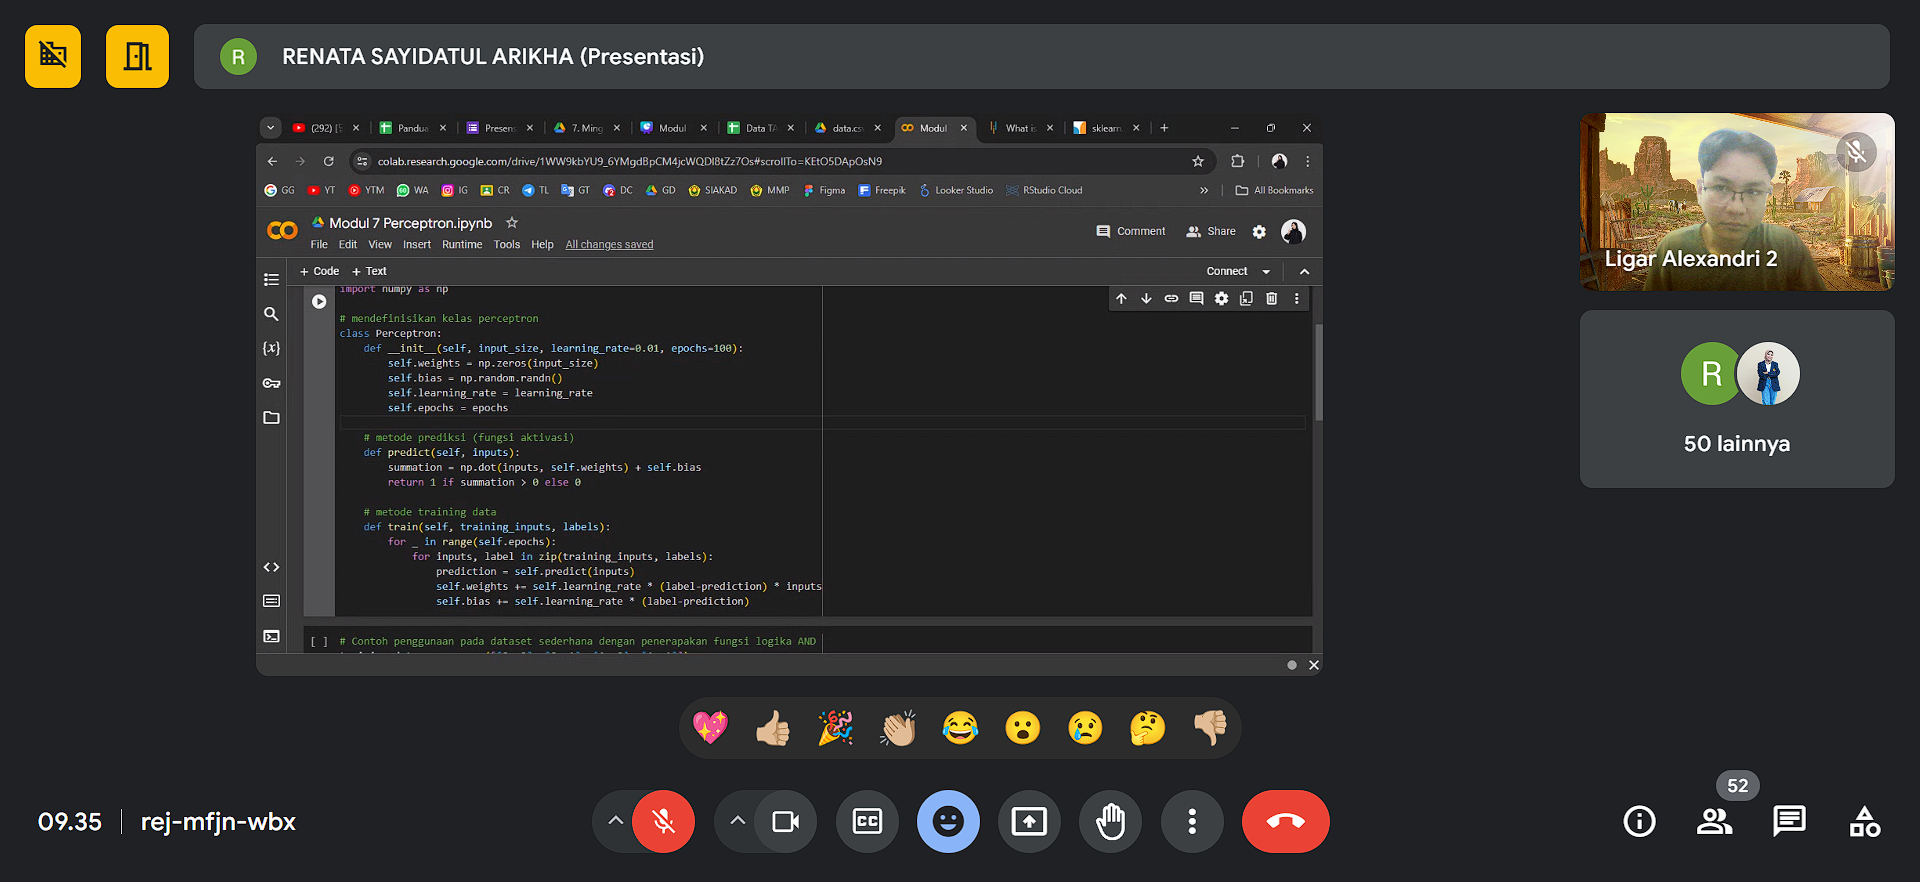 R RENATA SAYIDATUL ARIKHA (Presentasi)
(292) [ Pandua Presen: 7. Ming Modul Data TA data.cs Modul What is sklearn
colab.research.google.com/drive/1WW9kbYU9_6YMgdBpCM4jcWQDI8tZz7Os#scrollTo=KEtO5DApOsN9
GG YT YTM WA IG CR TL GT DC GD SIAKAD MMP Figma Freepik Looker Studio RStudio Cloud » All Bookmarks
Modul 7 Perceptron.ipynb
File Edit View Insert Runtime Tools Help All changes saved
Comment Share
+ Code + Text Connect
import numpy as np
# mendefinisikan kelas perceptron
class Perceptron:
def __init__(self, input_size, learning_rate=0.01, epochs=100):
self.weights = np.zeros(input_size)
self.bias = np.random.randn()
self.learning_rate = learning_rate
self.epochs = epochs
# metode prediksi (fungsi aktivasi)
def predict(self, inputs):
summation = np.dot(inputs, self.weights) + self.bias
return 1 if summation > 0 else 0
# metode training data
def train(self, training_inputs, labels):
for _ in range(self.epochs):
for inputs, label in zip(training_inputs, labels):
prediction = self.predict(inputs)
self.weights += self.learning_rate * (label-prediction) * inputs
self.bias += self.learning_rate * (label-prediction)
[ ] # Contoh penggunaan pada dataset sederhana dengan penerapakan fungsi logika AND
Ligar Alexandri 2
R
50 lainnya
09.35 rej-mfjn-wbx
CC
52